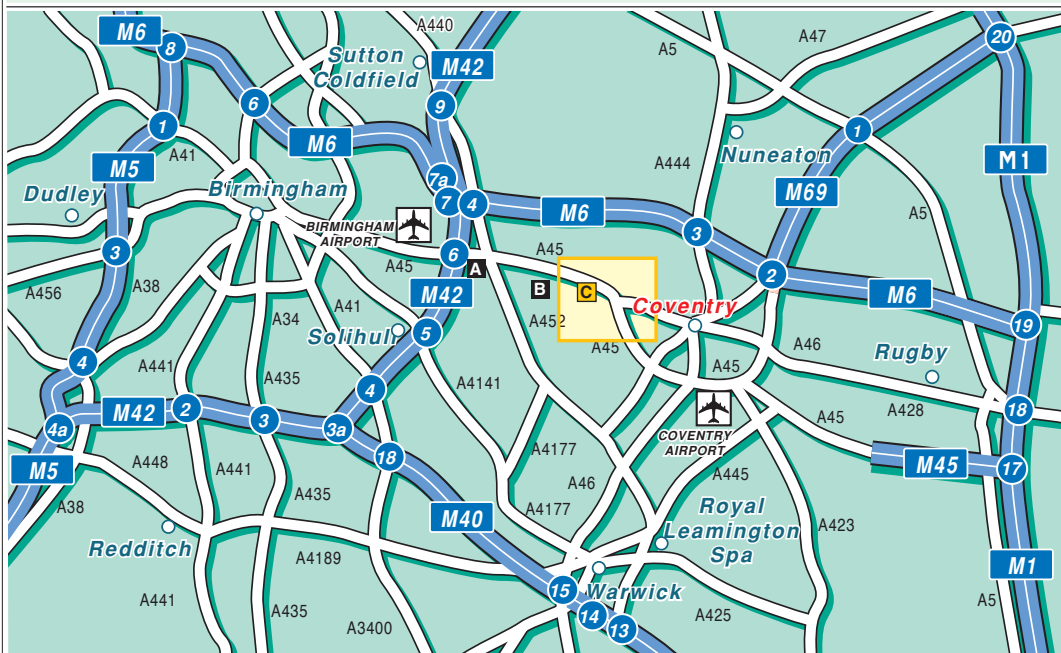 A440
A47
M6
8
A5
20
Sutton
Coldfield
M42
6
9
1
1
M6
A41
A444
Nuneaton
M1
M5
7a
M69
Dudley
Birmingham
7
4
M6
A5
BIRMINGHAM
AIRPORT
3
3
A45
6
A45
A
2
A456
A38
B
C
M42
M6
A41
A452
Coventry
A34
Solihull
5
A45
19
A46
4
A441
A435
A4141
A45
Rugby
4
M42
2
3
A428
18
4a
3a
COVENTRY
AIRPORT
A45
M5
A448
A441
18
A4177
M45
17
A445
A435
A46
A38
M40
A4177
Royal
Leamington
Spa
A423
Redditch
A4189
M1
15
Warwick
A441
A435
A3400
14
13
A425
A5